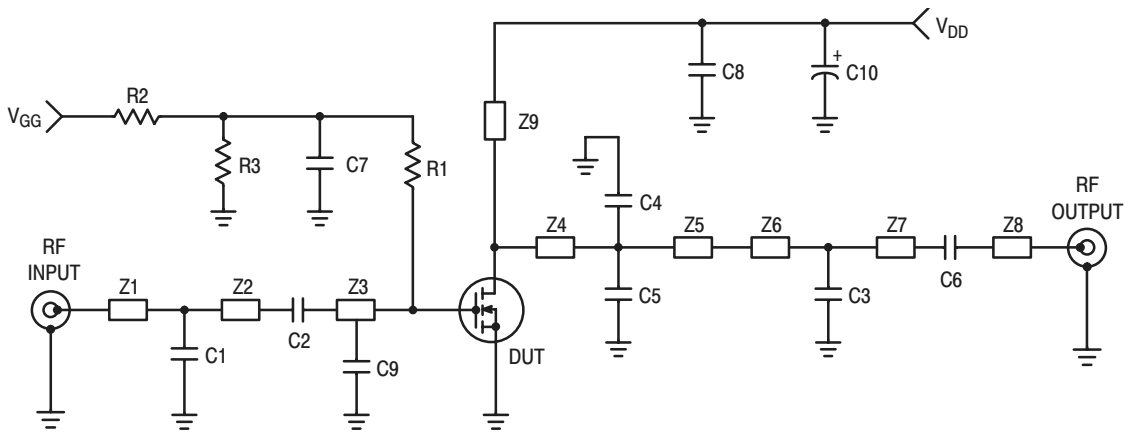 V_DD
C8
C10
+
R2
Z9
V_GG
R3
C7
R1
C4
RF
OUTPUT
Z4
Z5
Z6
Z7
Z8
RF
INPUT
C6
Z1
Z2
Z3
C5
C3
C2
C1
C9
DUT